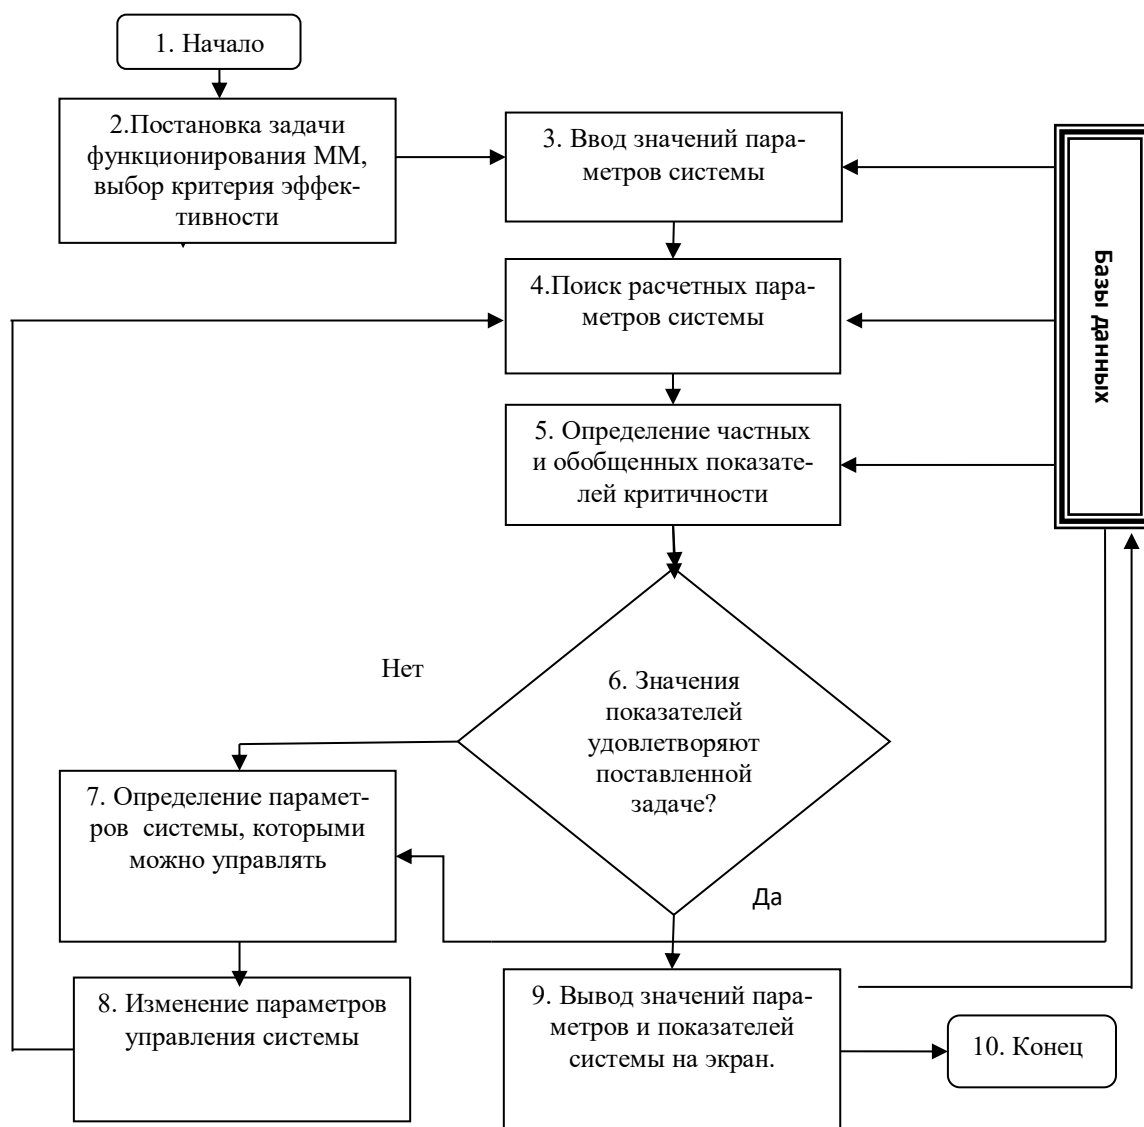 1. Начало
2.Постановка задачи
функционирования ММ,
выбор критерия эффек-
тивности
3. Ввод значений пара-
метров системы
4.Поиск расчетных пара-
метров системы
5. Определение частных
и обобщенных показате-
лей критичности
Базы данных
Нет
6. Значения
показателей
удовлетворяют
поставленной
задаче?
7. Определение парамет-
ров системы, которыми
можно управлять
Да
8. Изменение параметров
управления системы
9. Вывод значений пара-
метров и показателей
системы на экран.
10. Конец